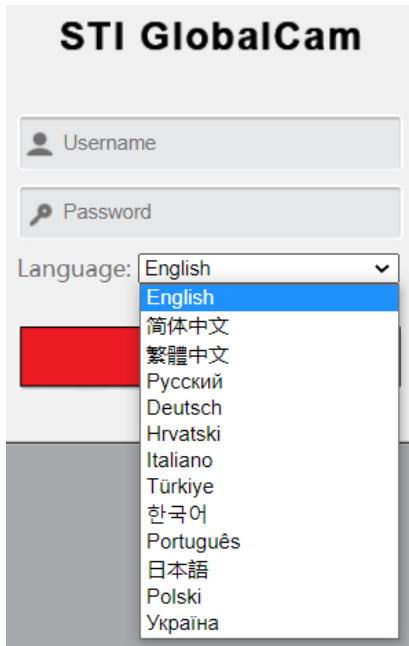 STI GlobalCam
Username
Password
Language: English
English
简体中文
繁體中文
Русский
Deutsch
Hrvatski
Italiano
Türkiye
한국어
Português
日本語
Polski
Україна